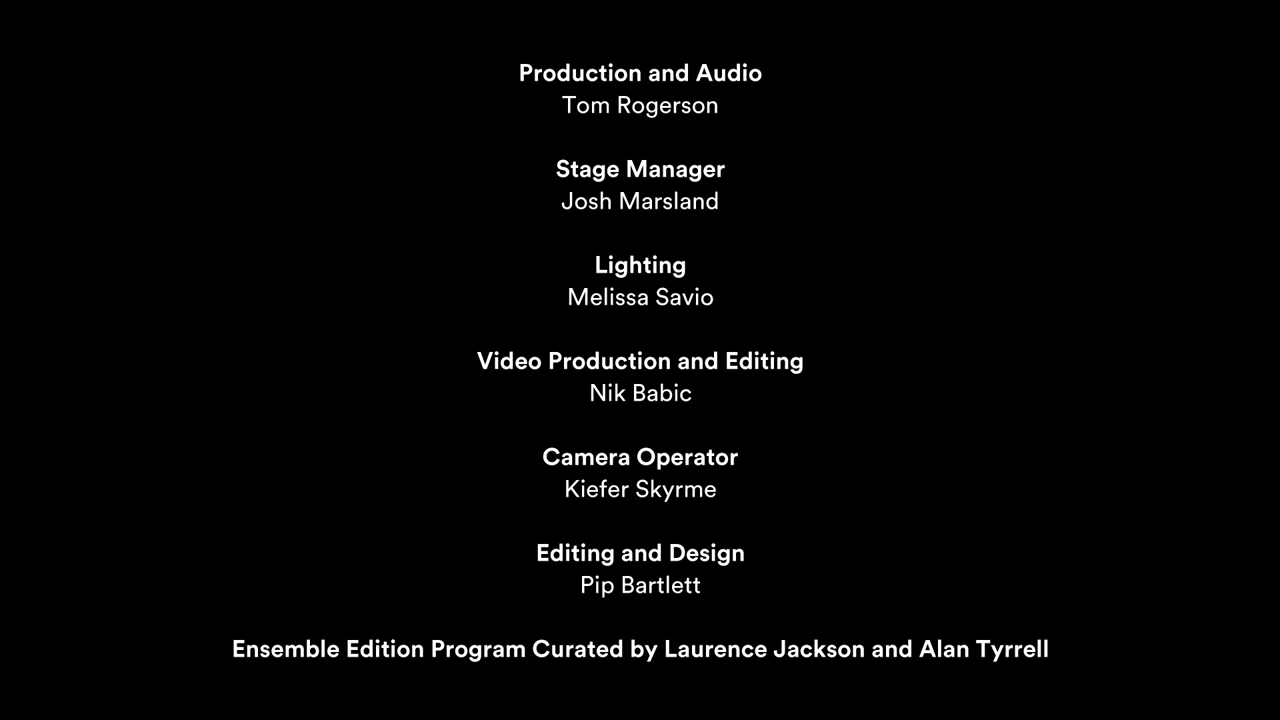 Production and Audio
Tom Rogerson
Stage Manager
Josh Marsland
Lighting
Melissa Savio
Video Production and Editing
Nik Babic
Camera Operator
Kiefer Skyrme
Editing and Design
Pip Bartlett
Ensemble Edition Program Curated by Laurence Jackson and Alan Tyrrell